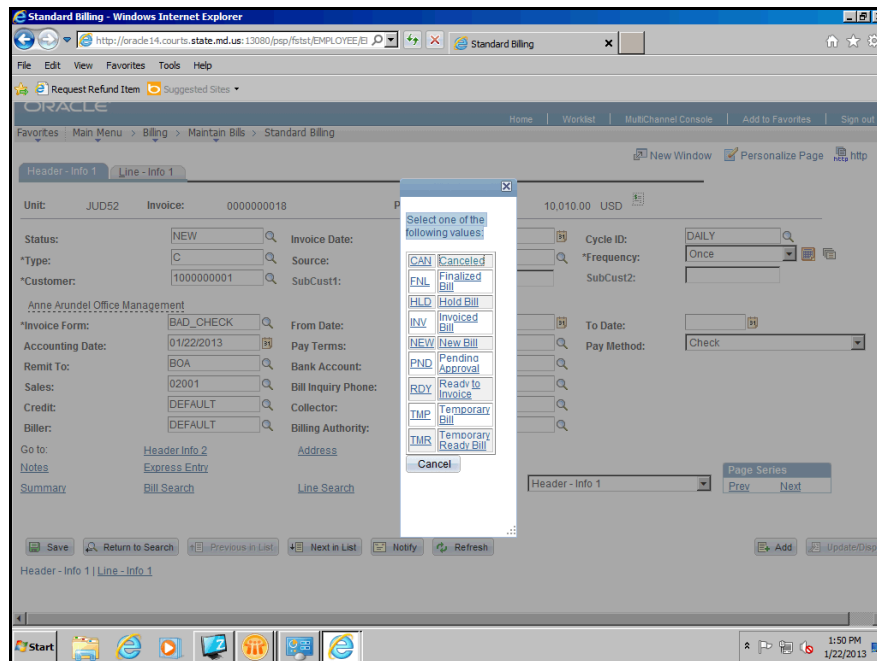 Standard Billing - Windows Internet Explorer
http://oracle14.courts.state.md.us:13080/psp/fstst/EMPLOYEE/E
Standard Billing
File Edit View Favorites Tools Help
Request Refund Item Suggested Sites
ORACLE
Home Worklist MultiChannel Console Add to Favorites Sign out
Favorites Main Menu > Billing > Maintain Bills > Standard Billing
New Window Personalize Page http
Header - Info 1 Line - Info 1
Unit: JUD52 Invoice: 0000000018 10,010.00 USD
Status: NEW Invoice Date: Cycle ID: DAILY
*Type: C Source: *Frequency: Once
*Customer: 1000000001 SubCust1: SubCust2:
Anne Arundel Office Management
*Invoice Form: BAD_CHECK From Date: To Date:
Accounting Date: 01/22/2013 Pay Terms: Pay Method: Check
Remit To: BOA Bank Account:
Sales: 02001 Bill Inquiry Phone:
Credit: DEFAULT Collector:
Biller: DEFAULT Billing Authority:
Go to: Header Info 2 Address
Notes Express Entry
Summary Bill Search Line Search
Header - Info 1
Page Series
Prev Next
Select one of the
following values:
CAN Canceled
FNL Finalized
Bill
HLD Hold Bill
INV Invoiced
Bill
NEW New Bill
PND Pending
Approval
RDY Ready to
Invoice
TMP Temporary
Bill
TMR Temporary
Ready Bill
Cancel
Save Return to Search Previous in List Next in List Notify Refresh Add Update/Disp
Header - Info 1 | Line - Info 1
Start
1:50 PM
1/22/2013